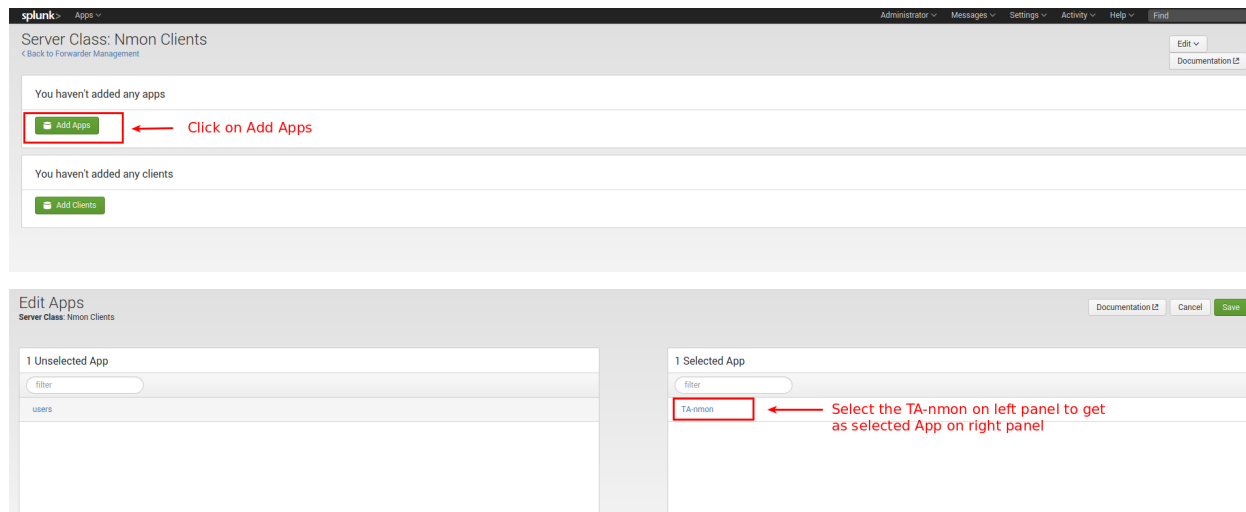 splunk> Apps Administrator Messages Settings Activity Help Find
Server Class: Nmon Clients
< Back to Forwarder Management
Edit
Documentation
You haven't added any apps
Add Apps
Click on Add Apps
You haven't added any clients
Add Clients
Edit Apps
Server Class: Nmon Clients
Documentation Cancel Save
1 Unselected App
filter
users
1 Selected App
filter
TA-nmon
Select the TA-nmon on left panel to get
as selected App on right panel